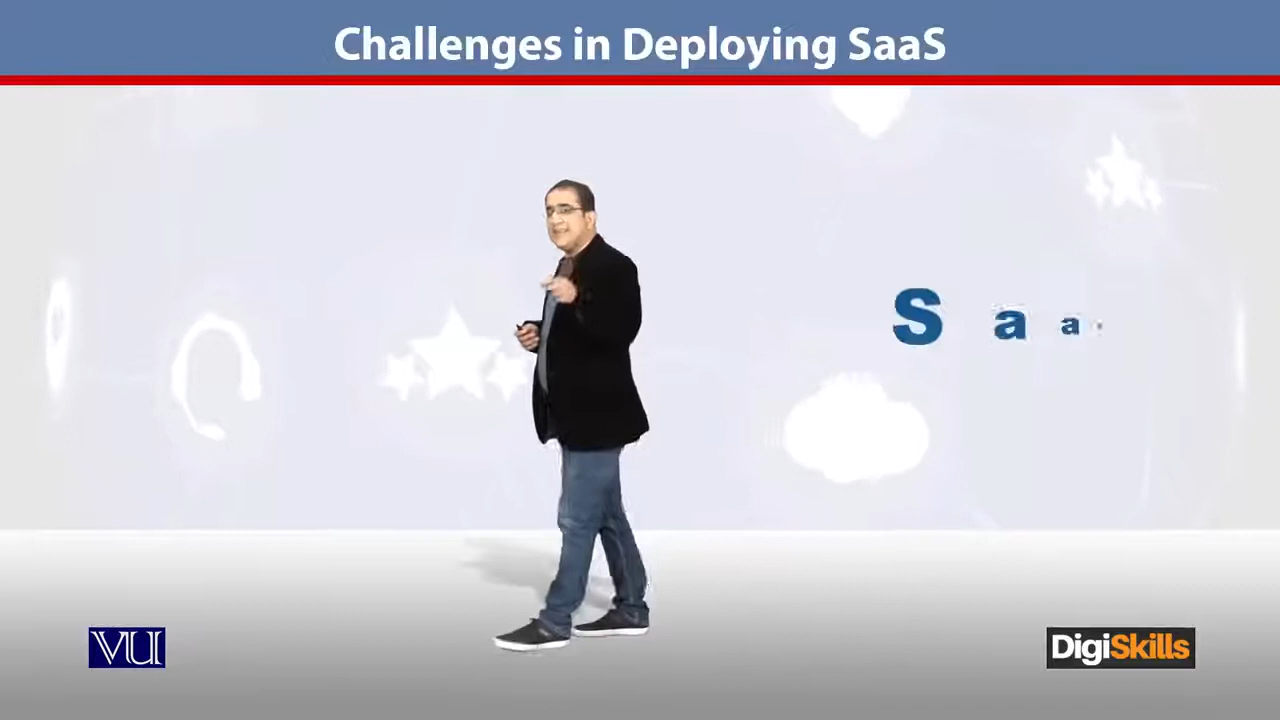 Challenges in Deploying SaaS
S a a
VU
DigiSkills